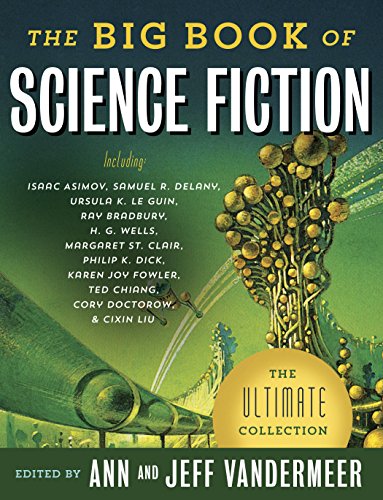 THE BIG BOOK OF
SCIENCE FICTION
Including:
ISAAC ASIMOV, SAMUEL R. DELANY,
URSULA K. LE GUIN,
RAY BRADBURY,
H. G. WELLS,
MARGARET ST. CLAIR,
PHILIP K. DICK,
KAREN JOY FOWLER,
TED CHIANG,
CORY DOCTOROW,
& CIXIN LIU
THE
ULTIMATE
COLLECTION
EDITED BY ANN AND JEFF VANDERMEER